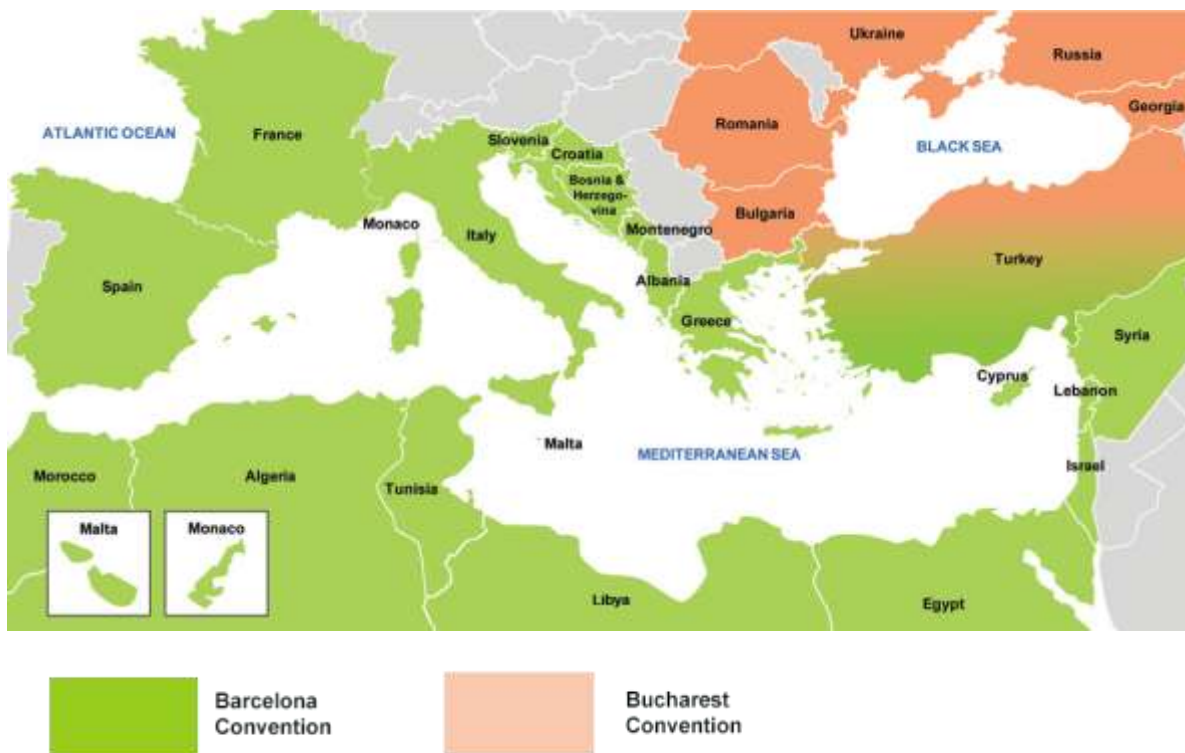 Ukraine
Russia
Georgia
ATLANTIC OCEAN
France
Slovenia
Croatia
Romania
BLACK SEA
Bosnia &
Herzego-
vina
Bulgaria
Monaco
Italy
Montenegro
Turkey
Spain
Albania
Greece
Syria
Cyprus
Lebanon
Malta
MEDITERRANEAN SEA
Israel
Morocco
Algeria
Tunisia
Malta
Monaco
Libya
Egypt
Barcelona
Convention
Bucharest
Convention